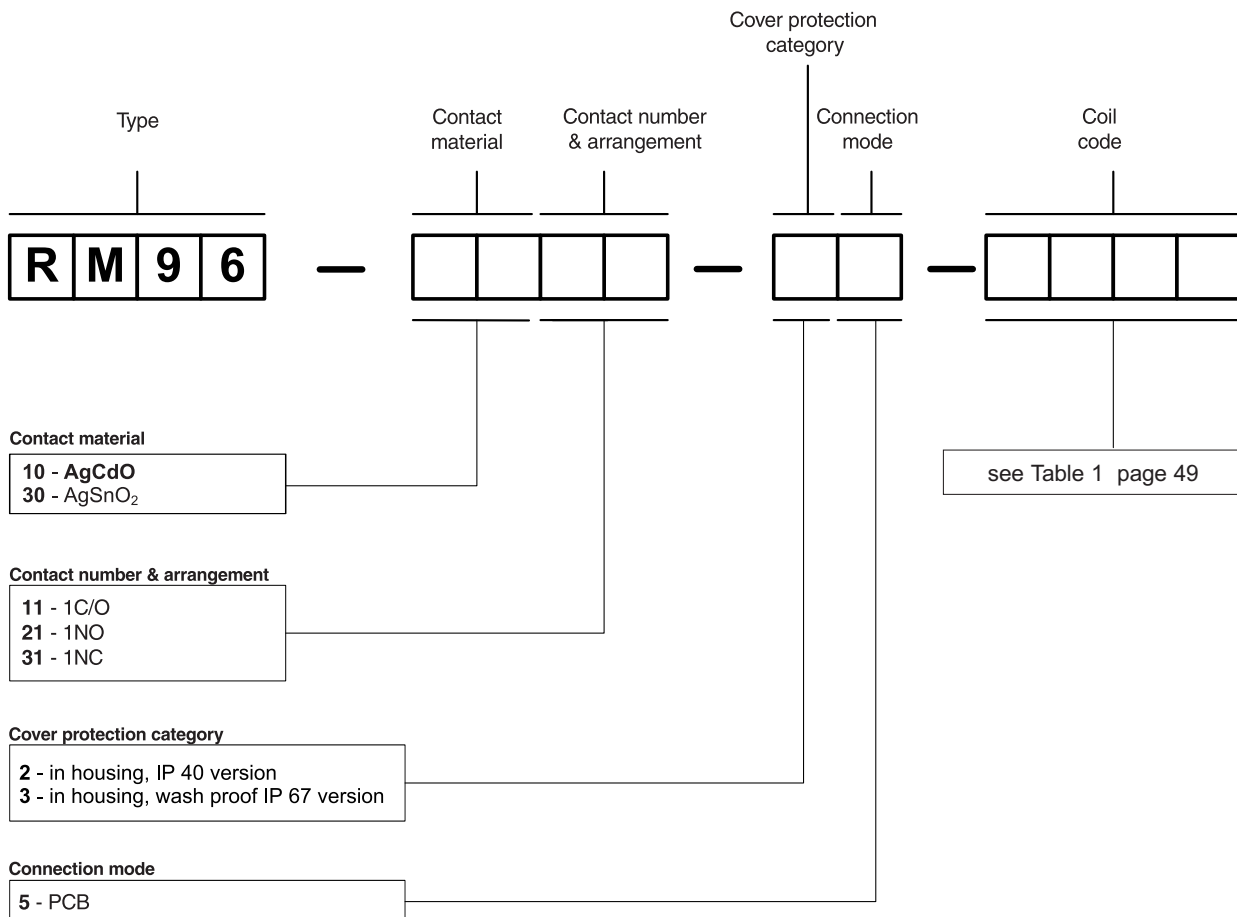 Cover protection
category
Type
Contact
material
Contact number
& arrangement
Connection
mode
Coil
code
R M 9 6 — — —
Contact material
10 - AgCdO
30 - AgSnO₂
see Table 1 page 49
Contact number & arrangement
11 - 1C/O
21 - 1NO
31 - 1NC
Cover protection category
2 - in housing, IP 40 version
3 - in housing, wash proof IP 67 version
Connection mode
5 - PCB